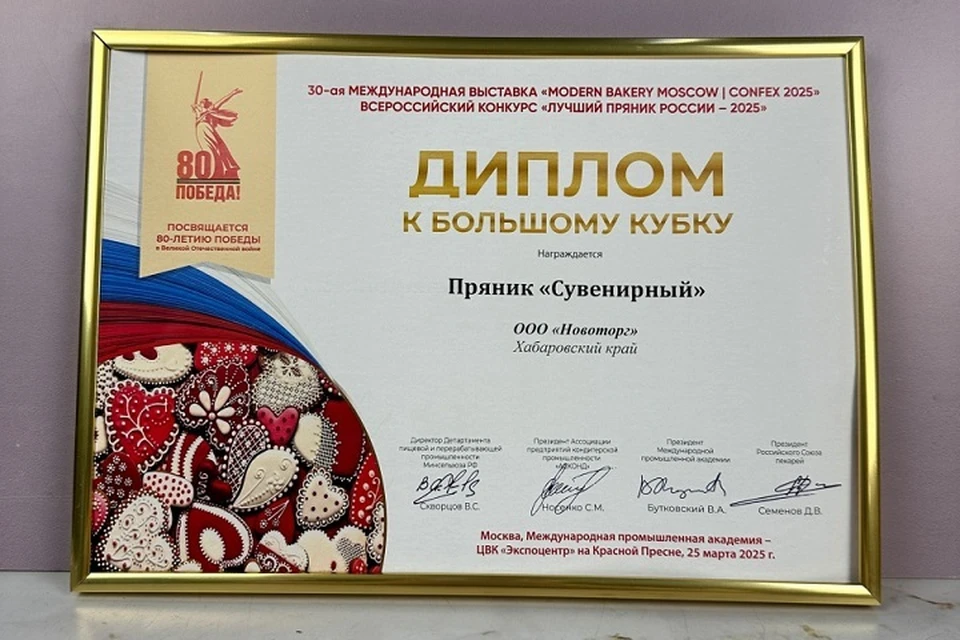 30-ая МЕЖДУНАРОДНАЯ ВЫСТАВКА «MODERN BAKERY MOSCOW | CONFEX 2025»
ВСЕРОССИЙСКИЙ КОНКУРС «ЛУЧШИЙ ПРЯНИК РОССИИ – 2025»
80
ПОБЕДА!
ПОСВЯЩАЕТСЯ
80-ЛЕТИЮ ПОБЕДЫ
в Великой Отечественной войне
ДИПЛОМ
К БОЛЬШОМУ КУБКУ
Награждается
Пряник «Сувенирный»
ООО «Новоторг»
Хабаровский край
Директор Департамента
пищевой и перерабатывающей
промышленности
Минсельхоза РФ
Скворцов В.С.
Президент Ассоциации
предприятий кондитерской
промышленности
«АСКОНД»
Носенко С.М.
Президент
Международной
промышленной академии
Бутковский В.А.
Президент
Российского Союза
пекарей
Семенов Д.В.
Москва, Международная промышленная академия –
ЦВК «Экспоцентр» на Красной Пресне, 25 марта 2025 г.